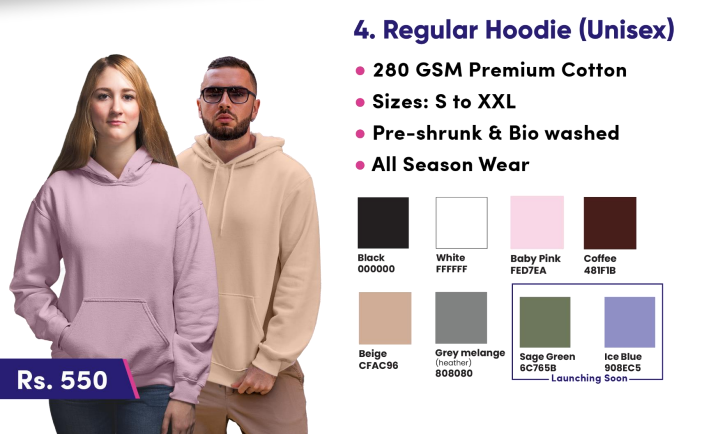 4. Regular Hoodie (Unisex)
• 280 GSM Premium Cotton
• Sizes: S to XXL
• Pre-shrunk & Bio washed
• All Season Wear
Black
000000
White
FFFFFF
Baby Pink
FED7EA
Coffee
481F1B
Beige
CFAC96
Grey melange
(heather)
808080
Sage Green
6C765B
Ice Blue
908EC5
Launching Soon
Rs. 550